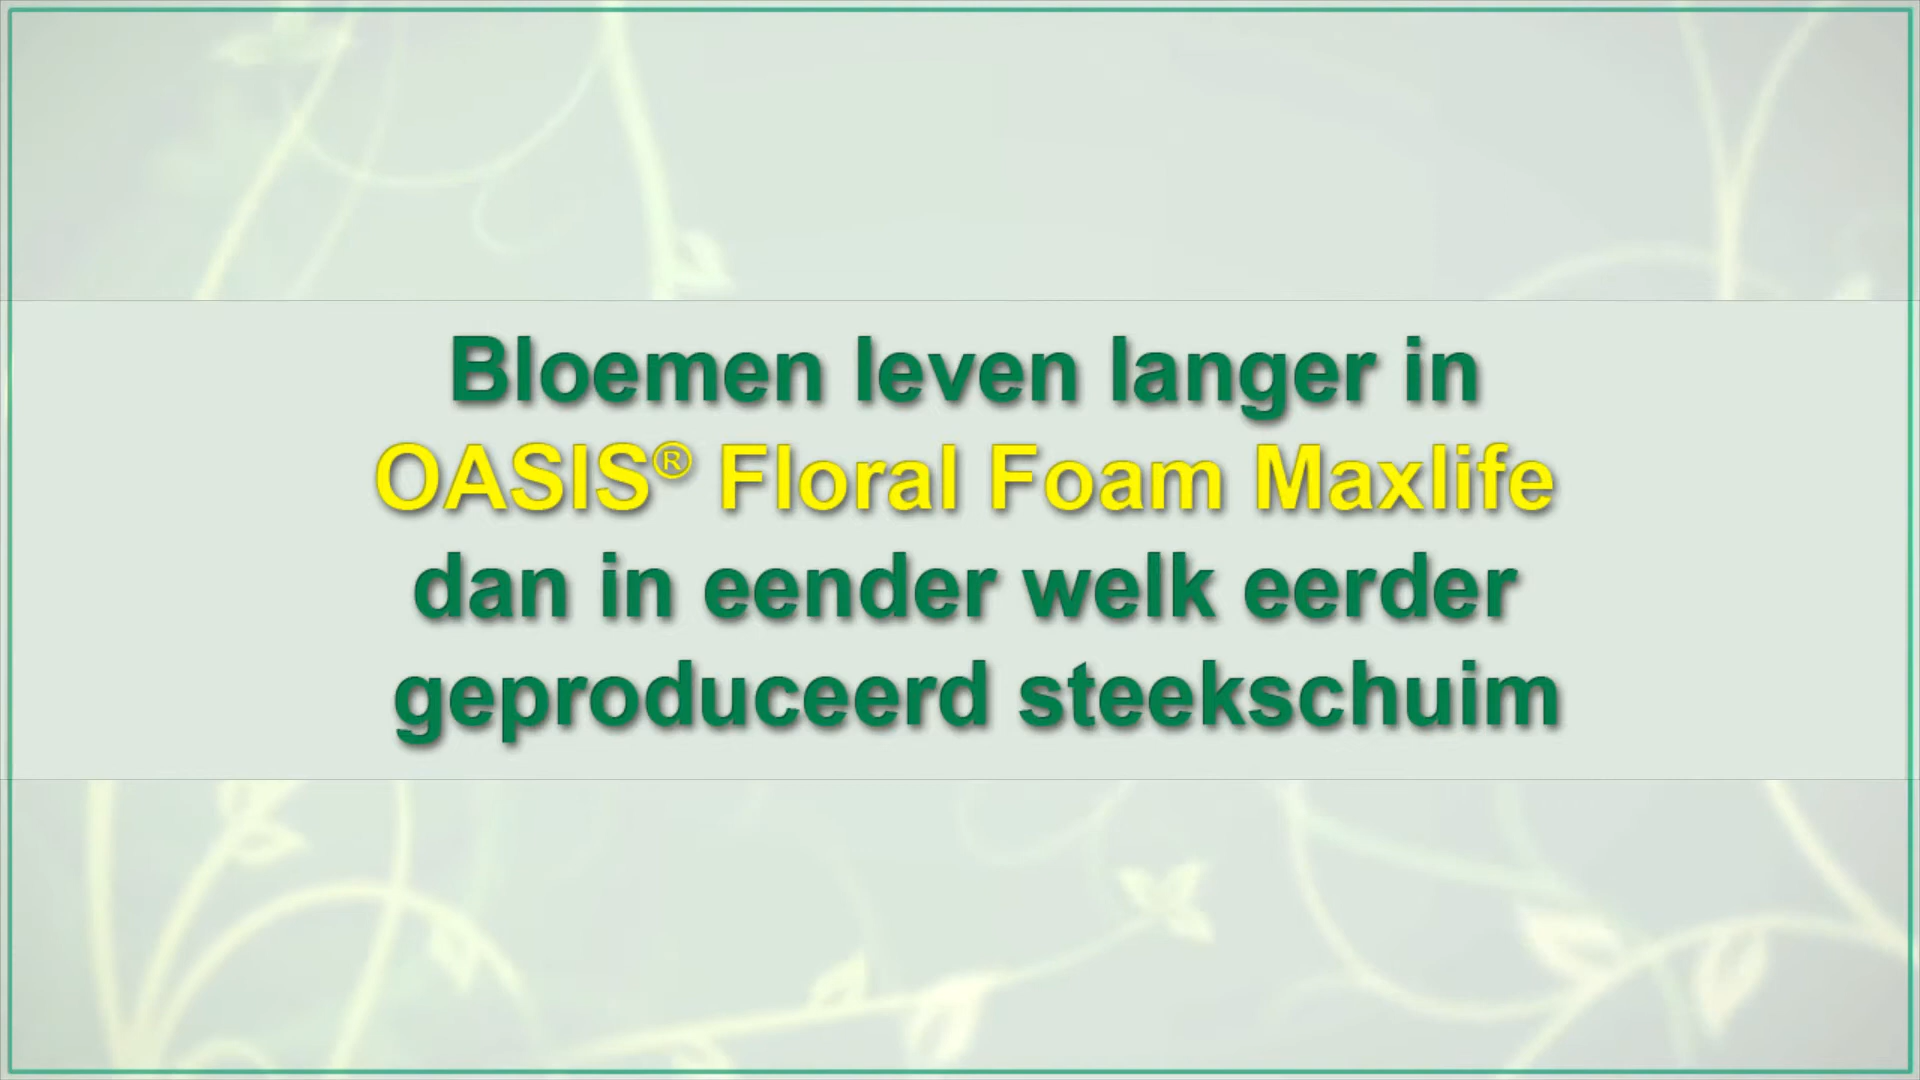 Bloemen leven langer in
OASIS® Floral Foam Maxlife
dan in eender welk eerder
geproduceerd steekschuim